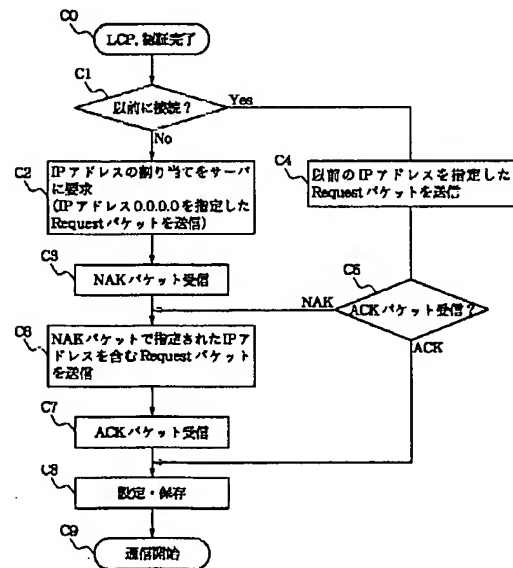 C0
LCP, 認証完了
C1
以前に接続？
Yes
No
C2
IPアドレスの割り当てをサーバ
に要求
(IPアドレス0.0.0.0を指定した
Requestパケットを送信)
C4
以前のIPアドレスを指定した
Requestパケットを送信
C3
NAKパケット受信
C5
ACKパケット受信？
NAK
ACK
C6
NAKパケットで指定されたIPア
ドレスを含むRequestパケット
を送信
C7
ACKパケット受信
C8
設定・保存
C9
通信開始